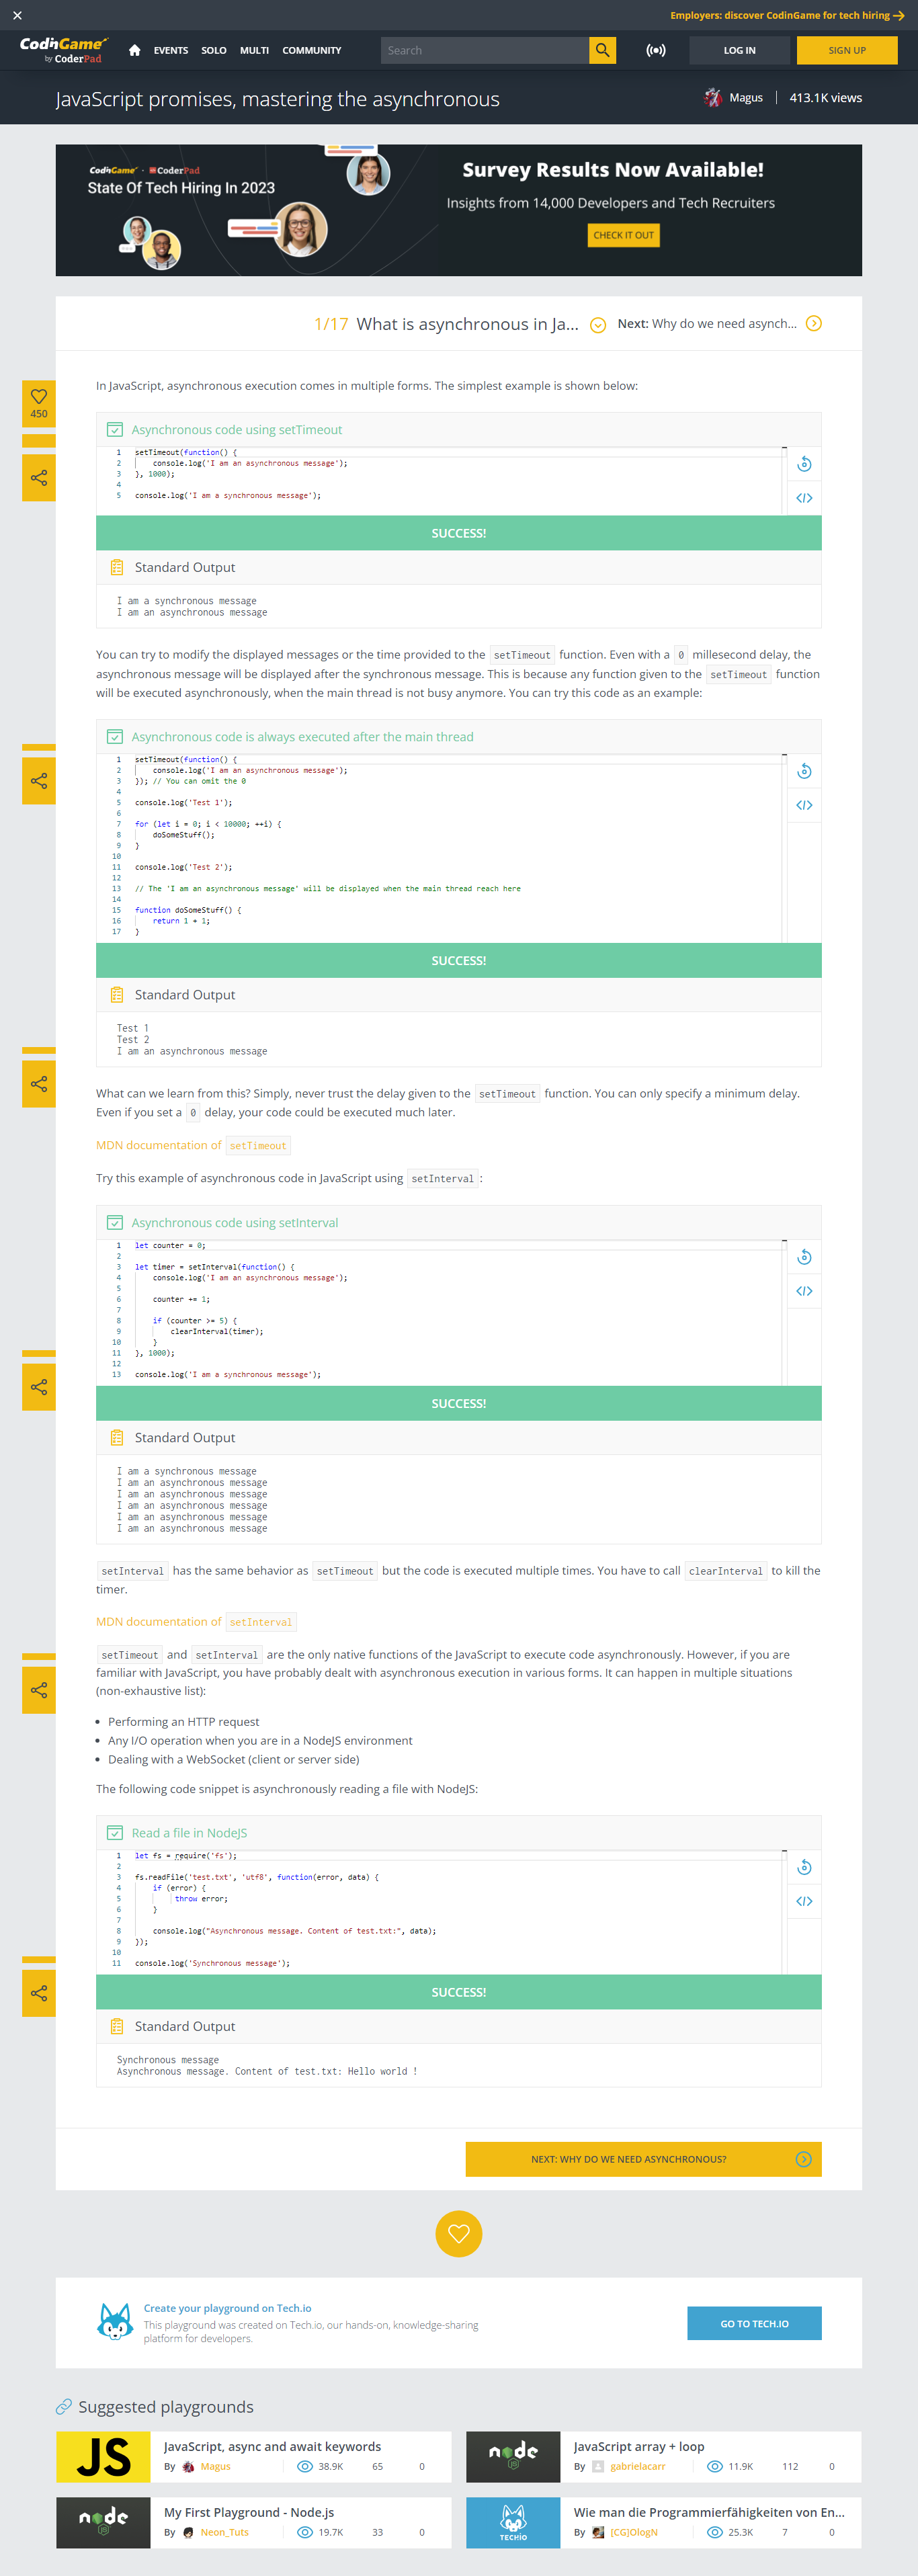 Employers: discover CodinGame for tech hiring
CodinGame
by CoderPad
EVENTS SOLO MULTI COMMUNITY
Search
LOG IN
SIGN UP
JavaScript promises, mastering the asynchronous
Magus
413.1K views
CodinGame · CoderPad
State Of Tech Hiring In 2023
Survey Results Now Available!
Insights from 14,000 Developers and Tech Recruiters
CHECK IT OUT
1/17 What is asynchronous in Ja...
Next: Why do we need asynch...
450
In JavaScript, asynchronous execution comes in multiple forms. The simplest example is shown below:
Asynchronous code using setTimeout
1 setTimeout(function() {
2 console.log('I am an asynchronous message');
3 }, 1000);
4
5 console.log('I am a synchronous message');
SUCCESS!
Standard Output
I am a synchronous message
I am an asynchronous message
You can try to modify the displayed messages or the time provided to the setTimeout function. Even with a 0 millesecond delay, the
asynchronous message will be displayed after the synchronous message. This is because any function given to the setTimeout function
will be executed asynchronously, when the main thread is not busy anymore. You can try this code as an example:
Asynchronous code is always executed after the main thread
1 setTimeout(function() {
2 console.log('I am an asynchronous message');
3 }); // You can omit the 0
4
5 console.log('Test 1');
6
7 for (let i = 0; i < 10000; ++i) {
8 doSomeStuff();
9 }
10
11 console.log('Test 2');
12
13 // The 'I am an asynchronous message' will be displayed when the main thread reach here
14
15 function doSomeStuff() {
16 return 1 + 1;
17 }
SUCCESS!
Standard Output
Test 1
Test 2
I am an asynchronous message
What can we learn from this? Simply, never trust the delay given to the setTimeout function. You can only specify a minimum delay.
Even if you set a 0 delay, your code could be executed much later.
MDN documentation of setTimeout
Try this example of asynchronous code in JavaScript using setInterval :
Asynchronous code using setInterval
1 let counter = 0;
2
3 let timer = setInterval(function() {
4 console.log('I am an asynchronous message');
5
6 counter += 1;
7
8 if (counter >= 5) {
9 clearInterval(timer);
10 }
11 }, 1000);
12
13 console.log('I am a synchronous message');
SUCCESS!
Standard Output
I am a synchronous message
I am an asynchronous message
I am an asynchronous message
I am an asynchronous message
I am an asynchronous message
I am an asynchronous message
setInterval has the same behavior as setTimeout but the code is executed multiple times. You have to call clearInterval to kill the
timer.
MDN documentation of setInterval
setTimeout and setInterval are the only native functions of the JavaScript to execute code asynchronously. However, if you are
familiar with JavaScript, you have probably dealt with asynchronous execution in various forms. It can happen in multiple situations
(non-exhaustive list):
• Performing an HTTP request
• Any I/O operation when you are in a NodeJS environment
• Dealing with a WebSocket (client or server side)
The following code snippet is asynchronously reading a file with NodeJS:
Read a file in NodeJS
1 let fs = require('fs');
2
3 fs.readFile('test.txt', 'utf8', function(error, data) {
4 if (error) {
5 throw error;
6 }
7
8 console.log("Asynchronous message. Content of test.txt:", data);
9 });
10
11 console.log('Synchronous message');
SUCCESS!
Standard Output
Synchronous message
Asynchronous message. Content of test.txt: Hello world !
NEXT: WHY DO WE NEED ASYNCHRONOUS?
Create your playground on Tech.io
This playground was created on Tech.io, our hands-on, knowledge-sharing
platform for developers.
GO TO TECH.IO
Suggested playgrounds
JS
JavaScript, async and await keywords
By Magus 38.9K 65 0
node
JS
JavaScript array + loop
By gabrielacarr 11.9K 112 0
node
JS
My First Playground - Node.js
By Neon_Tuts 19.7K 33 0
TECHIO
Wie man die Programmierfähigkeiten von En...
By [CG]OlogN 25.3K 7 0